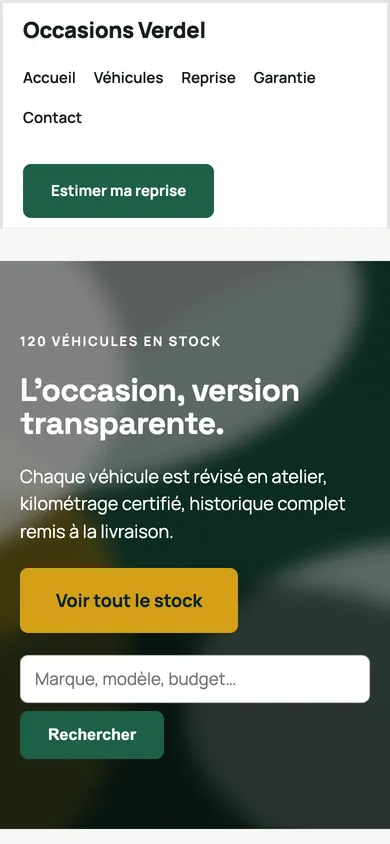 Occasions Verdel
Accueil Véhicules Reprise Garantie
Contact
Estimer ma reprise
120 VÉHICULES EN STOCK
L’occasion, version
transparente.
Chaque véhicule est révisé en atelier,
kilométrage certifié, historique complet
remis à la livraison.
Voir tout le stock
Marque, modèle, budget…
Rechercher